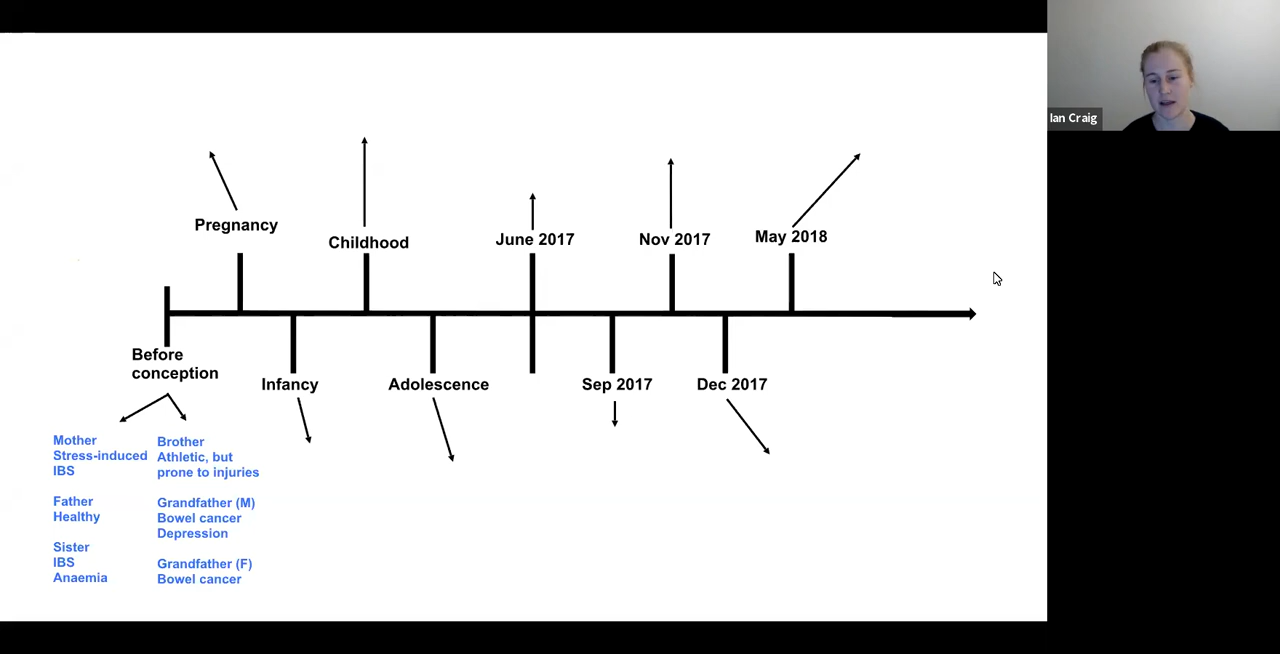 Ian Craig
Pregnancy
Childhood
June 2017
Nov 2017
May 2018
Before
conception
Infancy
Adolescence
Sep 2017
Dec 2017
Mother
Stress-induced
IBS
Father
Healthy
Sister
IBS
Anaemia
Brother
Athletic, but
prone to injuries
Grandfather (M)
Bowel cancer
Depression
Grandfather (F)
Bowel cancer